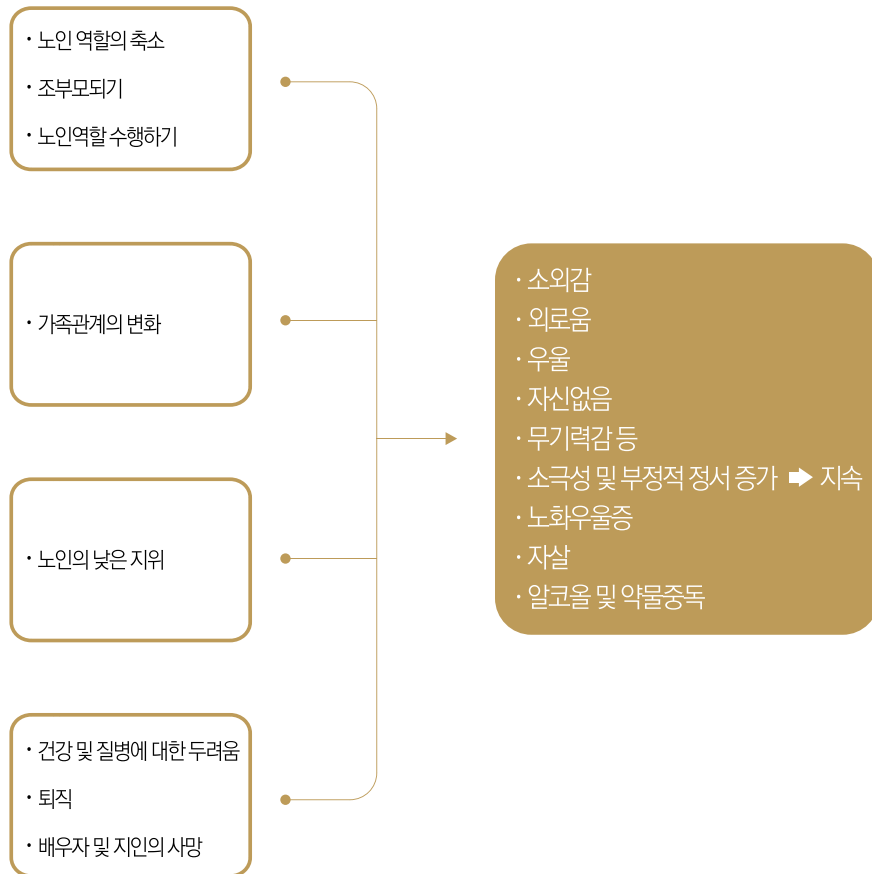 · 노인 역할의 축소
· 조부모되기
· 노인역할 수행하기
· 가족관계의 변화
· 노인의 낮은 지위
· 건강 및 질병에 대한 두려움
· 퇴직
· 배우자 및 지인의 사망
· 소외감
· 외로움
· 우울
· 자신없음
· 무기력감 등
· 소극성 및 부정적 정서 증가 ➡ 지속
· 노화우울증
· 자살
· 알코올 및 약물중독